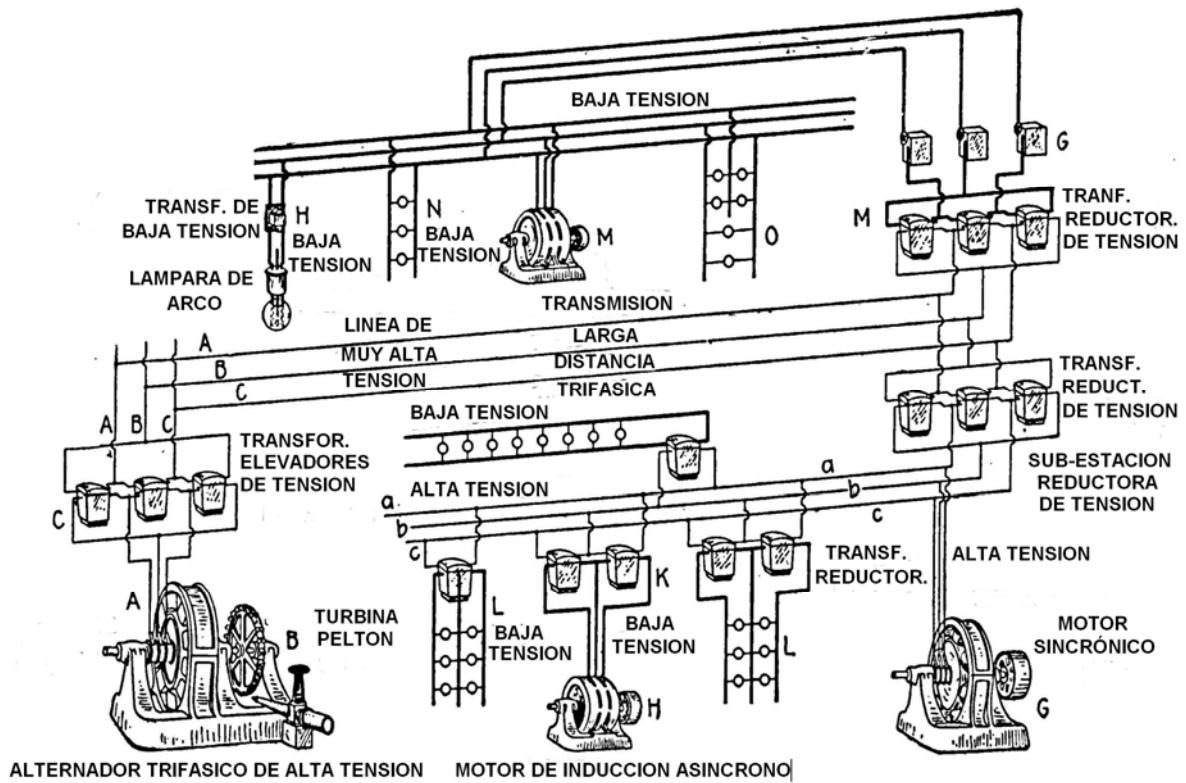 BAJA TENSION
G
TRANSF. DE
BAJA TENSION
H
BAJA
TENSION
N
BAJA
TENSION
M
O
M
TRANF.
REDUCTOR.
DE TENSION
LAMPARA DE
ARCO
TRANSMISION
A
LINEA DE
LARGA
B
MUY ALTA
DISTANCIA
C
TENSION
TRIFASICA
A B C
BAJA TENSION
TRANSF.
REDUCT.
DE TENSION
TRANSFOR.
ELEVADORES
DE TENSION
C
SUB-ESTACION
REDUCTORA
DE TENSION
ALTA TENSION
a
b
c
a
b
c
K
TRANSF.
REDUCTOR.
ALTA TENSION
A
TURBINA
PELTON
B
L
BAJA
TENSION
BAJA
TENSION
L
MOTOR
SINCRÓNICO
H
G
ALTERNADOR TRIFASICO DE ALTA TENSION
MOTOR DE INDUCCION ASINCRONO